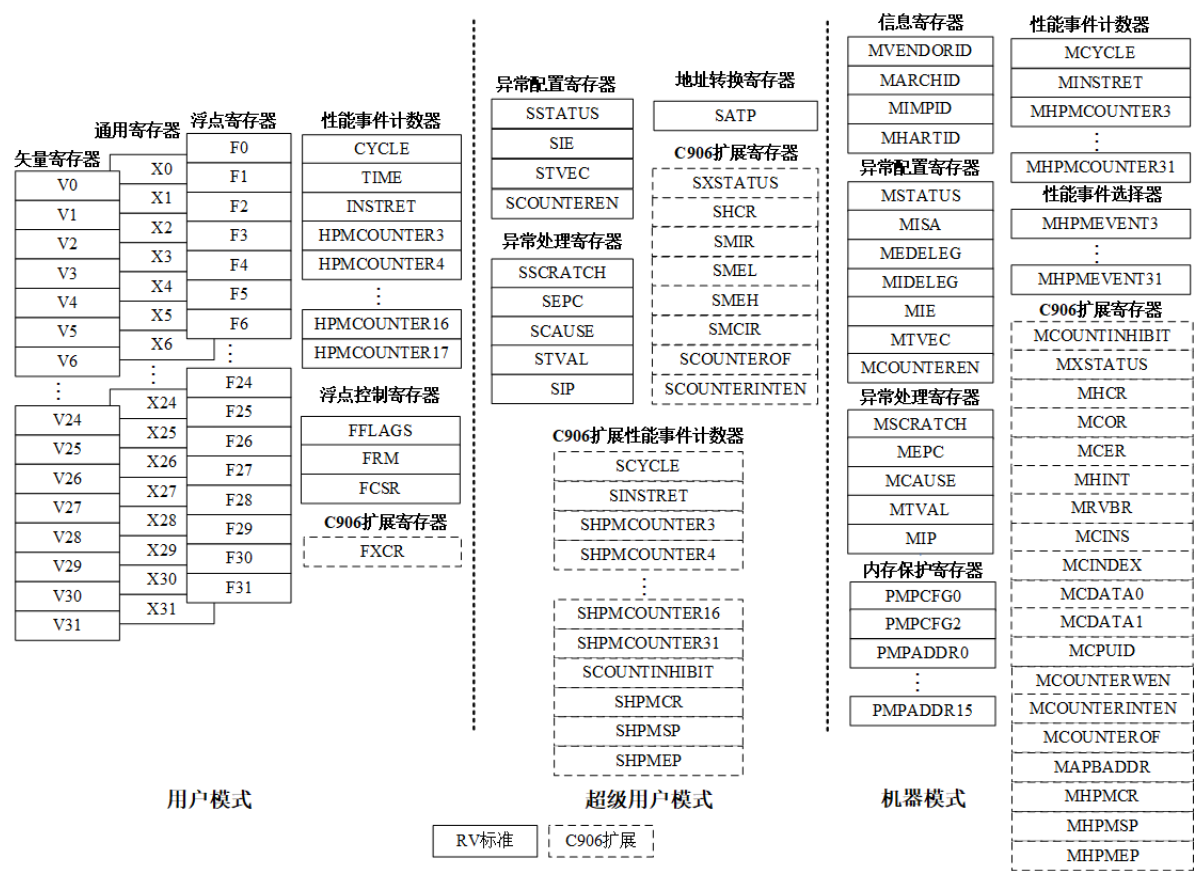 矢量寄存器
V0
V1
V2
V3
V4
V5
V6
⋮
V24
V25
V26
V27
V28
V29
V30
V31
通用寄存器
X0
X1
X2
X3
X4
X5
X6
⋮
X24
X25
X26
X27
X28
X29
X30
X31
浮点寄存器
F0
F1
F2
F3
F4
F5
F6
⋮
F24
F25
F26
F27
F28
F29
F30
F31
性能事件计数器
CYCLE
TIME
INSTRET
HPMCOUNTER3
HPMCOUNTER4
⋮
HPMCOUNTER16
HPMCOUNTER17
浮点控制寄存器
FFLAGS
FRM
FCSR
C906扩展寄存器
FXCR
用户模式
异常配置寄存器
SSTATUS
SIE
STVEC
SCOUNTEREN
异常处理寄存器
SSCRATCH
SEPC
SCAUSE
STVAL
SIP
地址转换寄存器
SATP
C906扩展寄存器
SXSTATUS
SHCR
SMIR
SMEL
SMEH
SMCIR
SCOUNTEROF
SCOUNTERINTEN
C906扩展性能事件计数器
SCYCLE
SINSTRET
SHPMCOUNTER3
SHPMCOUNTER4
⋮
SHPMCOUNTER16
SHPMCOUNTER31
SCOUNTINHIBIT
SHPMCR
SHPMSP
SHPMEP
超级用户模式
信息寄存器
MVENDORID
MARCHID
MIMPID
MHARTID
异常配置寄存器
MSTATUS
MISA
MEDELEG
MIDELEG
MIE
MTVEC
MCOUNTEREN
异常处理寄存器
MSCRATCH
MEPC
MCAUSE
MTVAL
MIP
内存保护寄存器
PMPCFG0
PMPCFG2
PMPADDR0
⋮
PMPADDR15
机器模式
性能事件计数器
MCYCLE
MINSTRET
MHPMCOUNTER3
⋮
MHPMCOUNTER31
性能事件选择器
MHPMEVENT3
⋮
MHPMEVENT31
C906扩展寄存器
MCOUNTINHIBIT
MXSTATUS
MHCR
MCOR
MCER
MHINT
MRVBR
MCINS
MCINDEX
MCDATA0
MCDATA1
MCPUID
MCOUNTERWEN
MCOUNTERINTEN
MCOUNTEROF
MAPBADDR
MHPMCR
MHPMSP
MHPMEP
RV标准
C906扩展